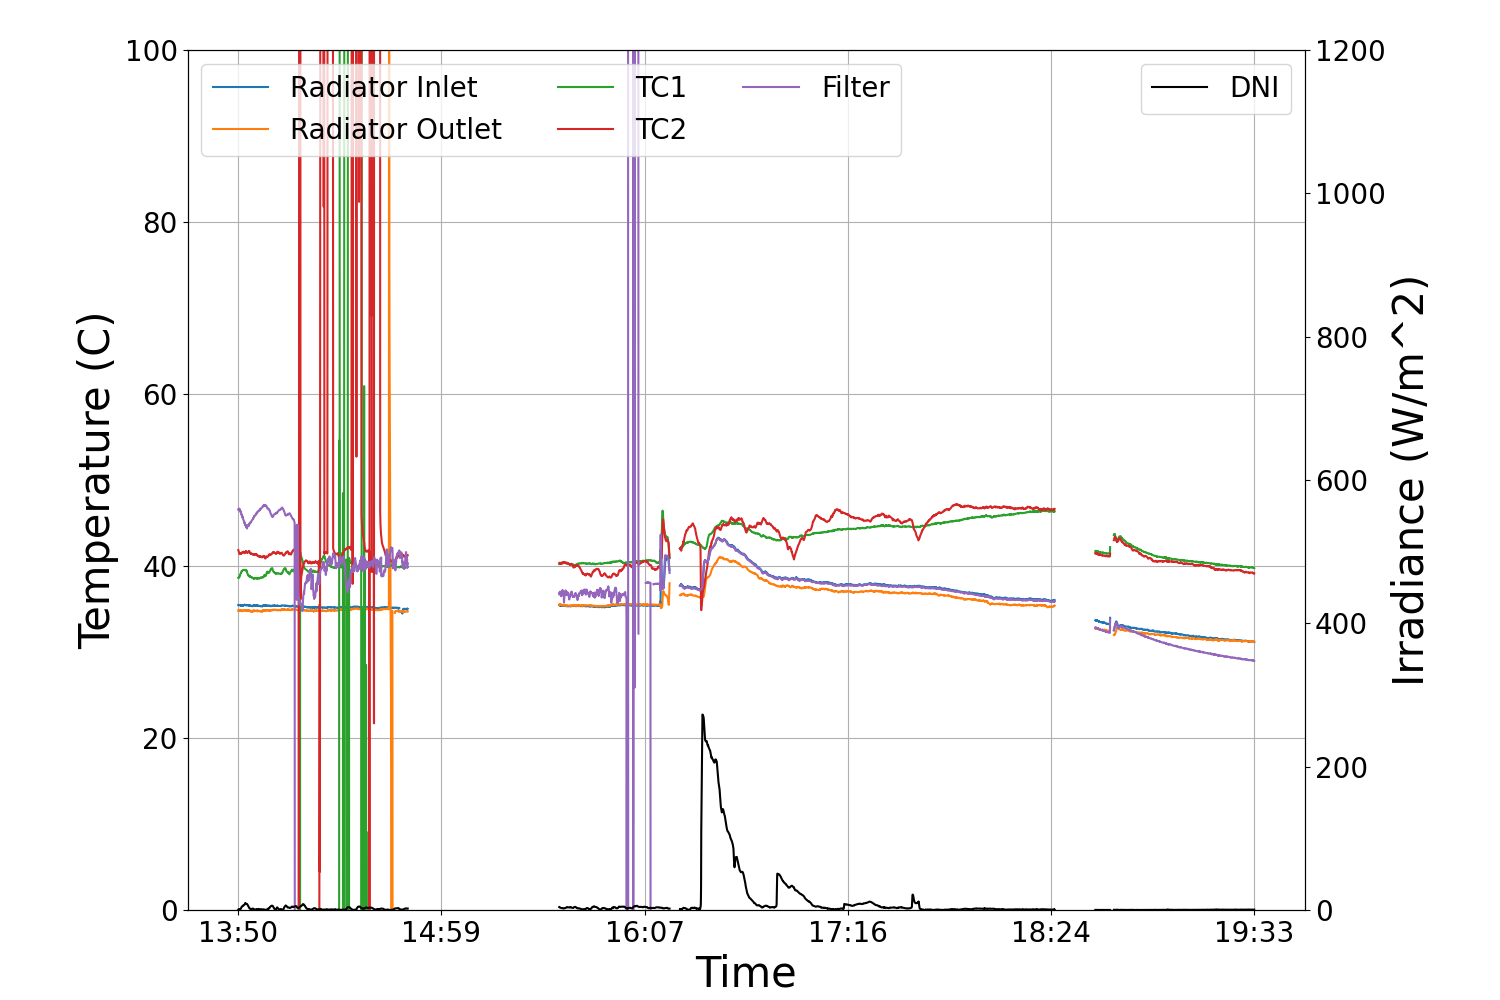 100
80
60
40
20
0
Temperature (C)
Radiator Inlet
Radiator Outlet
TC1
TC2
Filter
DNI
1200
1000
800
600
400
200
0
Irradiance (W/m^2)
13:50 14:59 16:07 17:16 18:24 19:33
Time